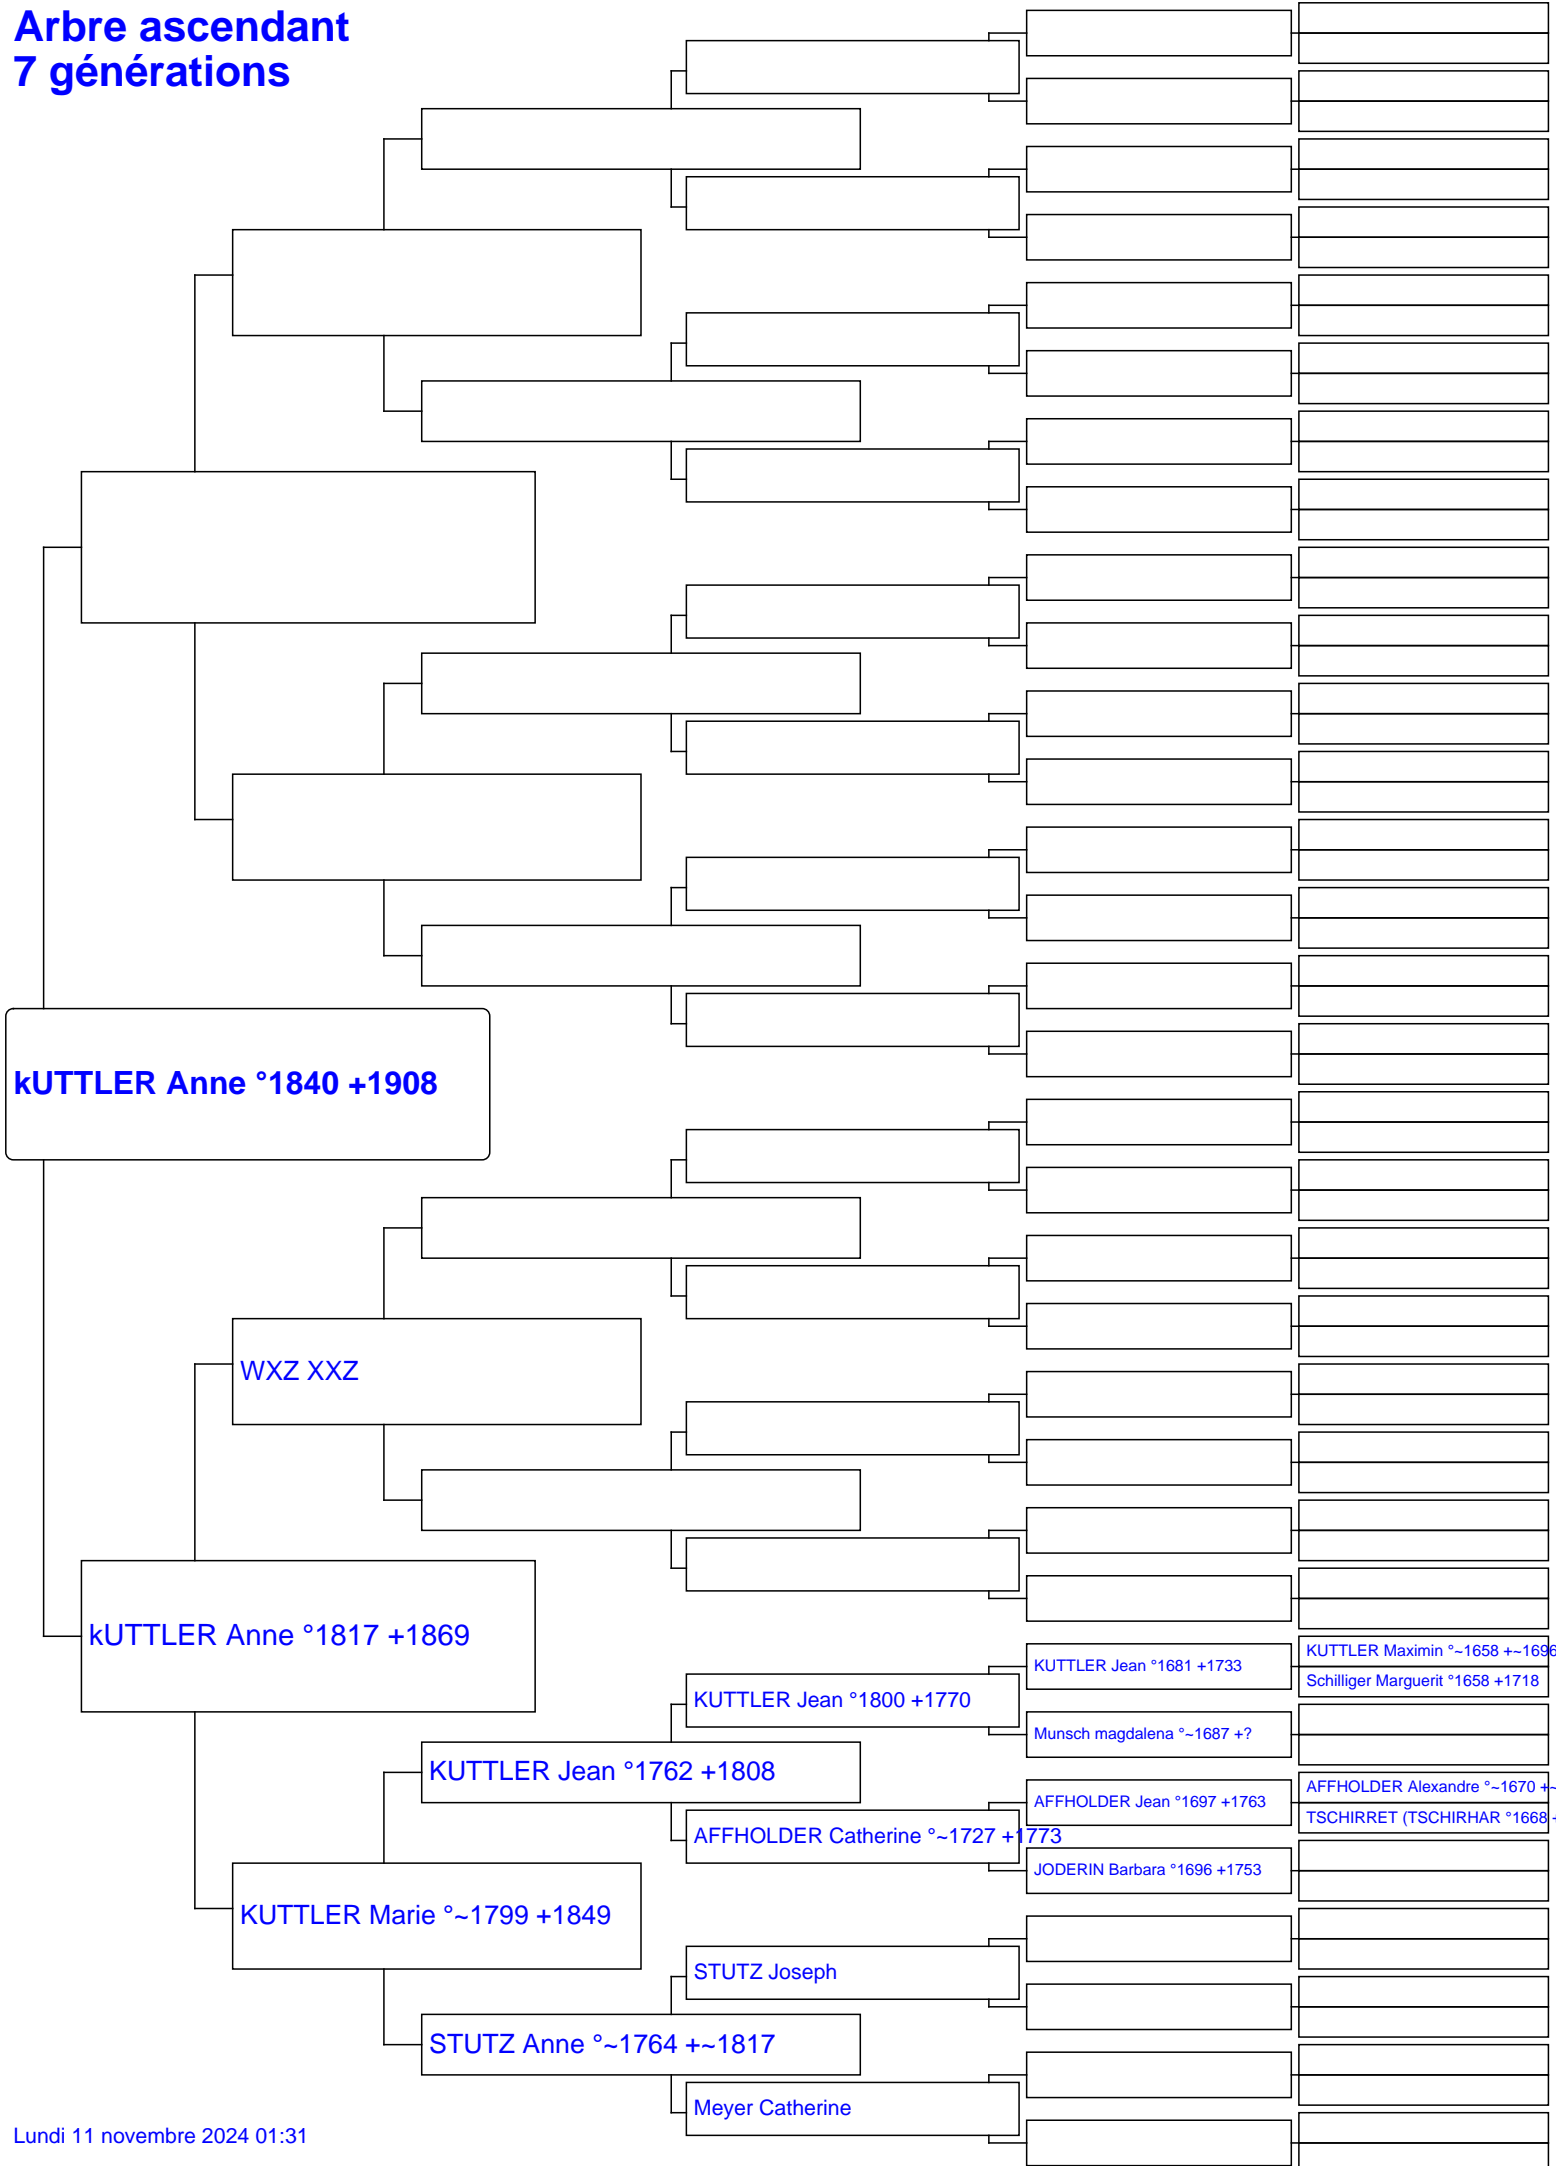 Arbre ascendant
7 générations
kUTTLER Anne °1840 +1908
WXZ XXZ
kUTTLER Anne °1817 +1869
KUTTLER Maximin °~1658 +~1696
KUTTLER Jean °1681 +1733
Schilliger Marguerit °1658 +1718
KUTTLER Jean °1800 +1770
Munsch magdalena °~1687 +?
KUTTLER Jean °1762 +1808
AFFHOLDER Alexandre °~1670 +~
AFFHOLDER Jean °1697 +1763
TSCHIRRET (TSCHIRHAR °1668 +
AFFHOLDER Catherine °~1727 +1773
JODERIN Barbara °1696 +1753
KUTTLER Marie °~1799 +1849
STUTZ Joseph
STUTZ Anne °~1764 +~1817
Meyer Catherine
Lundi 11 novembre 2024 01:31